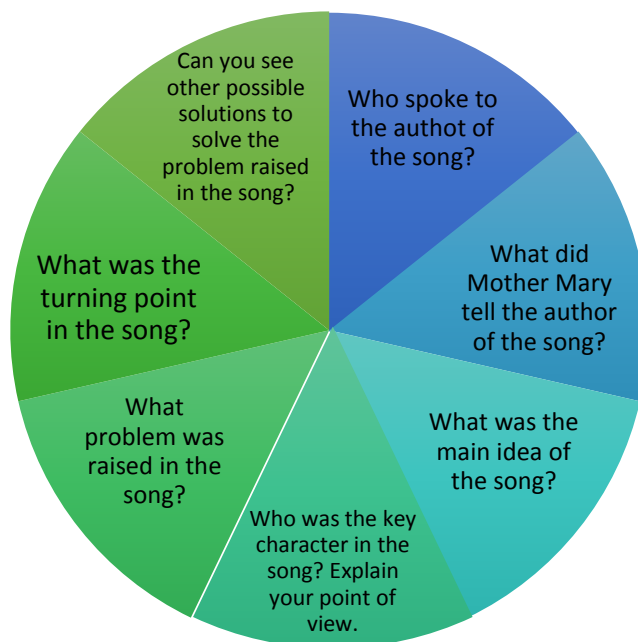 Who spoke to
the authot of
the song?
What did
Mother Mary
tell the author
of the song?
What was the
main idea of
the song?
Who was the key
character in the
song? Explain
your point of
view.
What
problem was
raised in the
song?
What was the
turning point
in the song?
Can you see
other possible
solutions to
solve the
problem raised
in the song?